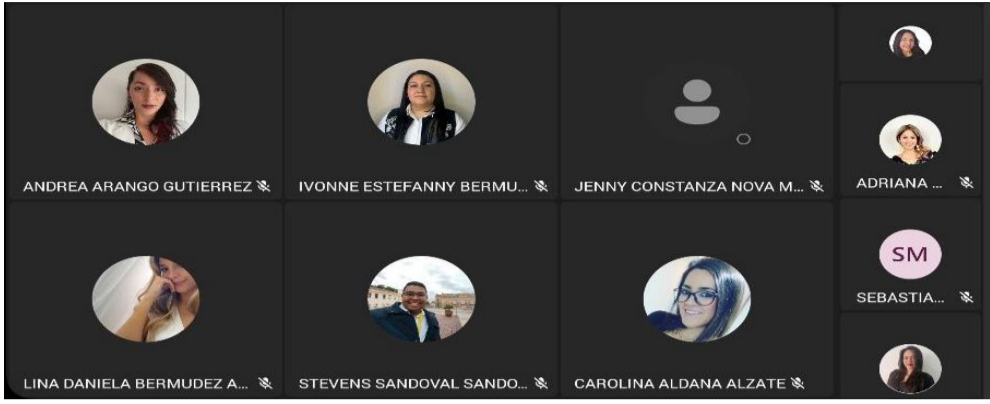 ANDREA ARANGO GUTIERREZ
IVONNE ESTEFANNY BERMU...
JENNY CONSTANZA NOVA M...
ADRIANA ...
LINA DANIELA BERMUDEZ A...
STEVENS SANDOVAL SANDO...
CAROLINA ALDANA ALZATE
SM
SEBASTIA...